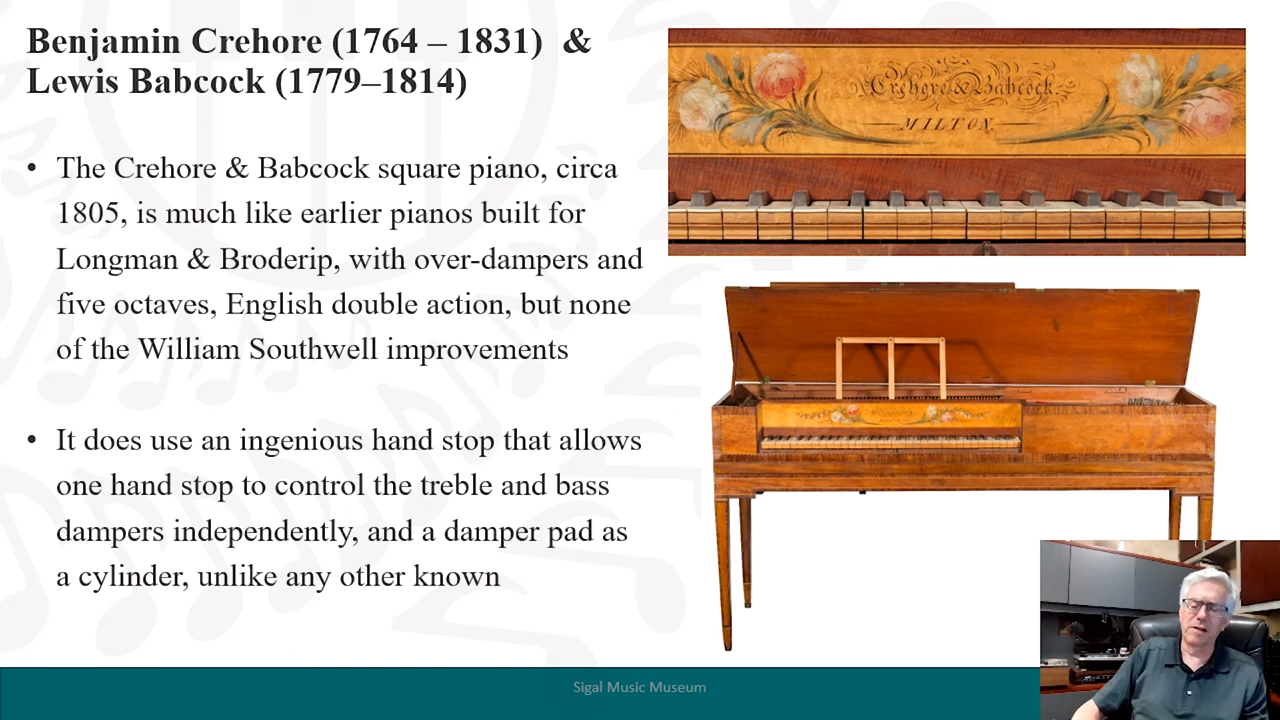 Benjamin Crehore (1764 – 1831)  &
Lewis Babcock (1779–1814)
• The Crehore & Babcock square piano, circa
1805, is much like earlier pianos built for
Longman & Broderip, with over-dampers and
five octaves, English double action, but none
of the William Southwell improvements
• It does use an ingenious hand stop that allows
one hand stop to control the treble and bass
dampers independently, and a damper pad as
a cylinder, unlike any other known
Crehore & Babcock
MILTON
Sigal Music Museum